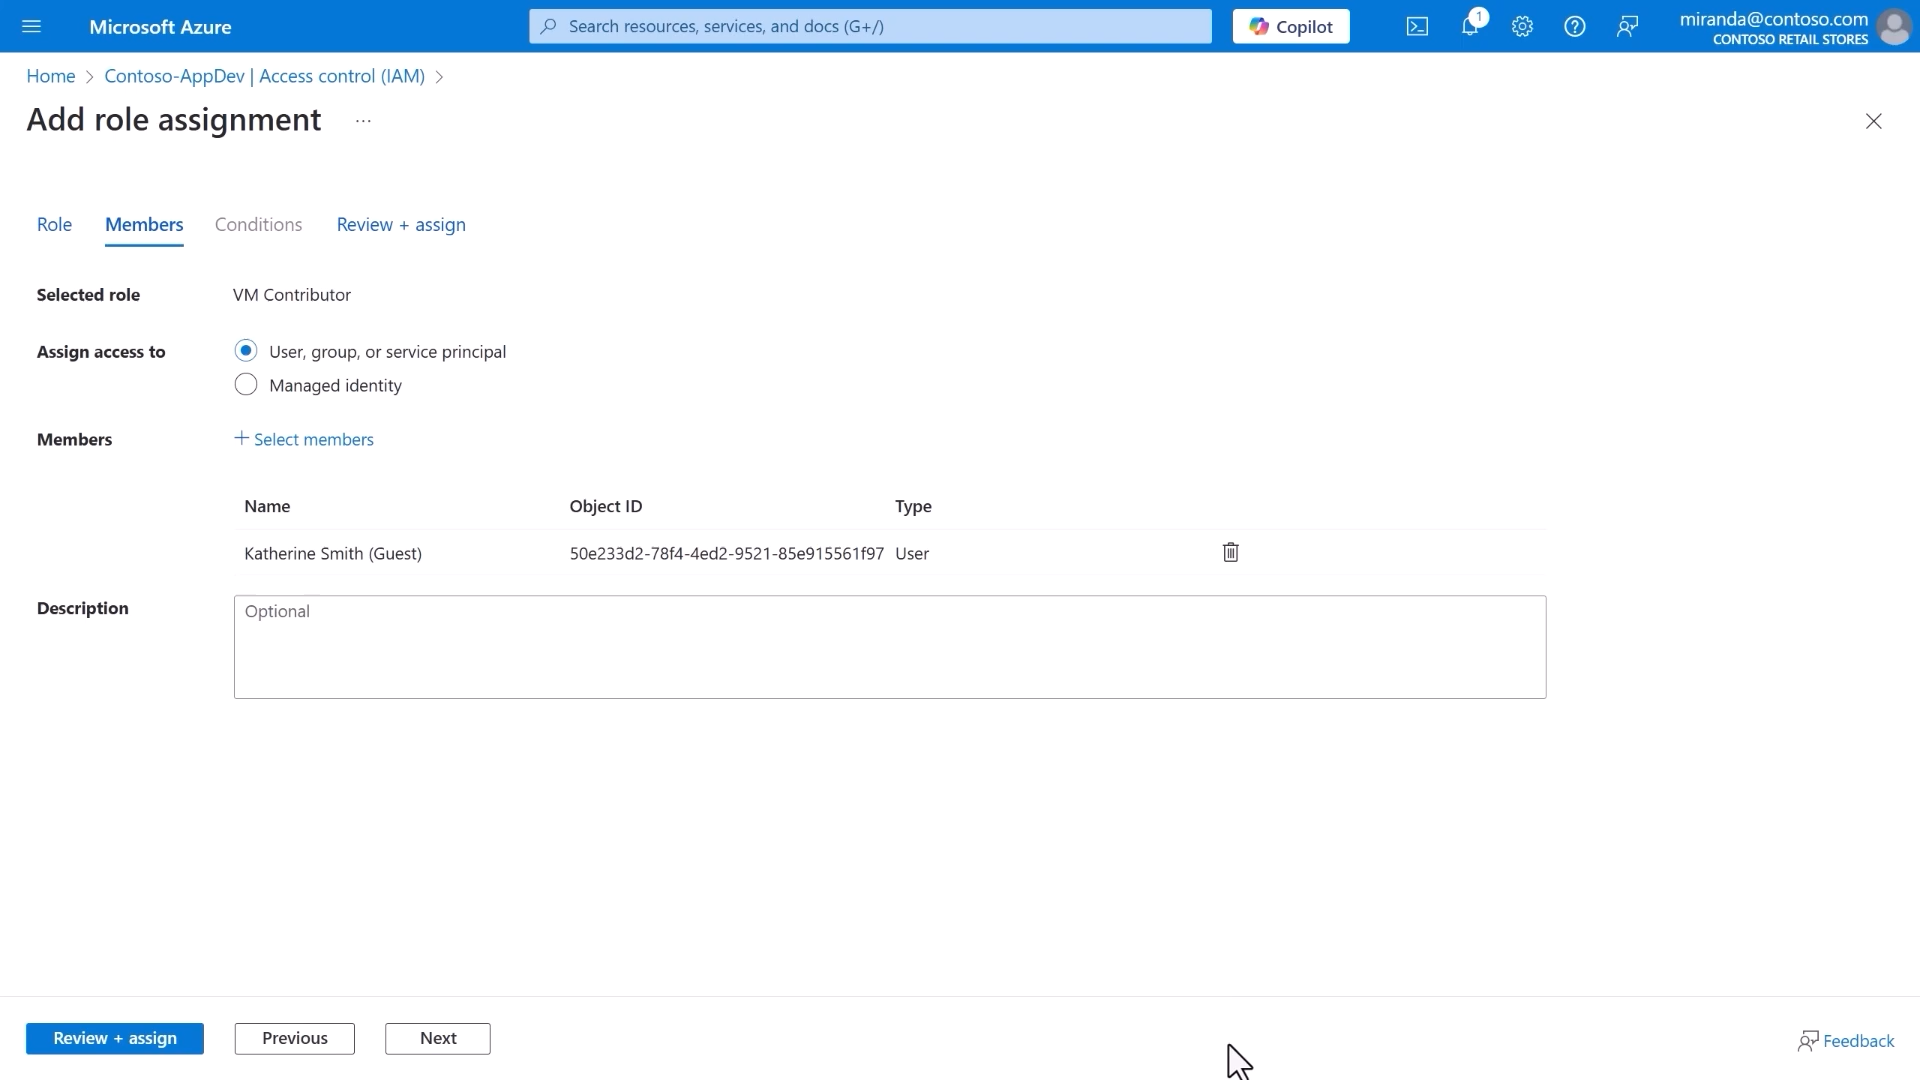 Microsoft Azure
Search resources, services, and docs (G+/)
Copilot
1
miranda@contoso.com
CONTOSO RETAIL STORES
Home > Contoso-AppDev | Access control (IAM) >
Add role assignment ...
Role Members Conditions Review + assign
Selected role VM Contributor
Assign access to User, group, or service principal
Managed identity
Members + Select members
Name Object ID Type
Katherine Smith (Guest) 50e233d2-78f4-4ed2-9521-85e915561f97 User
Description Optional
Review + assign Previous Next Feedback